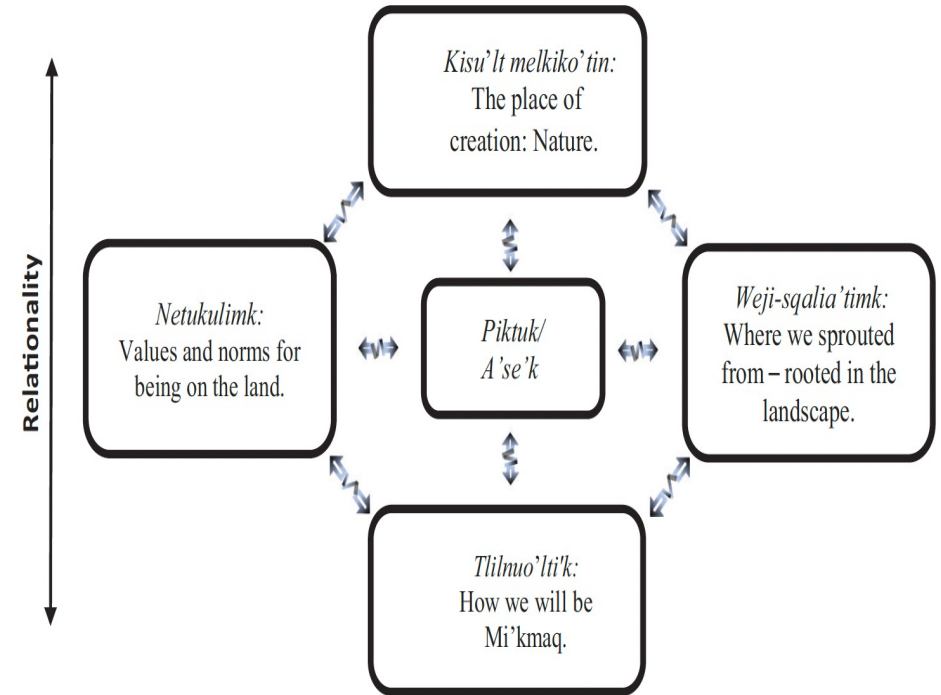 Kisu’lt melkiko’tin:
The place of
creation: Nature.
Relationality
Netukulimk:
Values and norms for
being on the land.
Piktuk/
A’se’k
Weji-sqalia’timk:
Where we sprouted
from – rooted in the
landscape.
Tlilnuo’lti'k:
How we will be
Mi’kmaq.